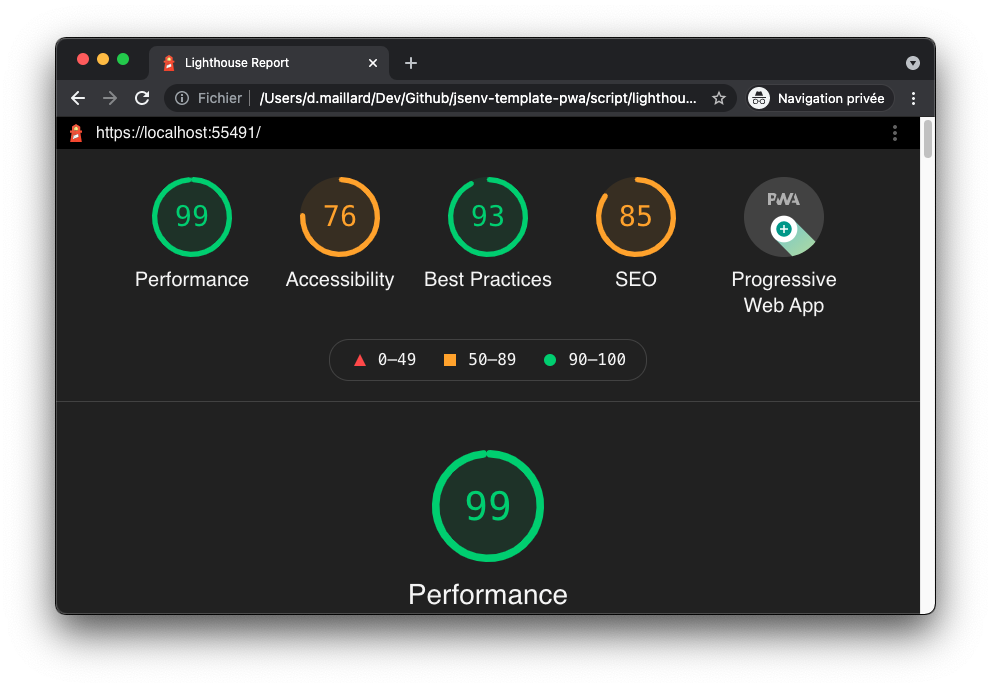 Lighthouse Report
Fichier /Users/d.maillard/Dev/Github/jsenv-template-pwa/script/lighthou... Navigation privée
https://localhost:55491/
99 76 93 85 PWA
Performance Accessibility Best Practices SEO Progressive
Web App
0–49 50–89 90–100
99
Performance